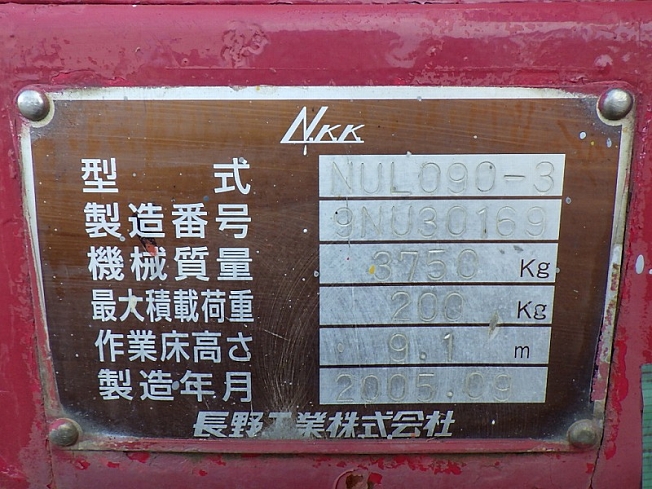 NKK
型式 NUL090-3
製造番号 9NU30169
機械質量 3750 Kg
最大積載荷重 200 Kg
作業床高さ 9.1 m
製造年月 2005.09
長野工業株式会社